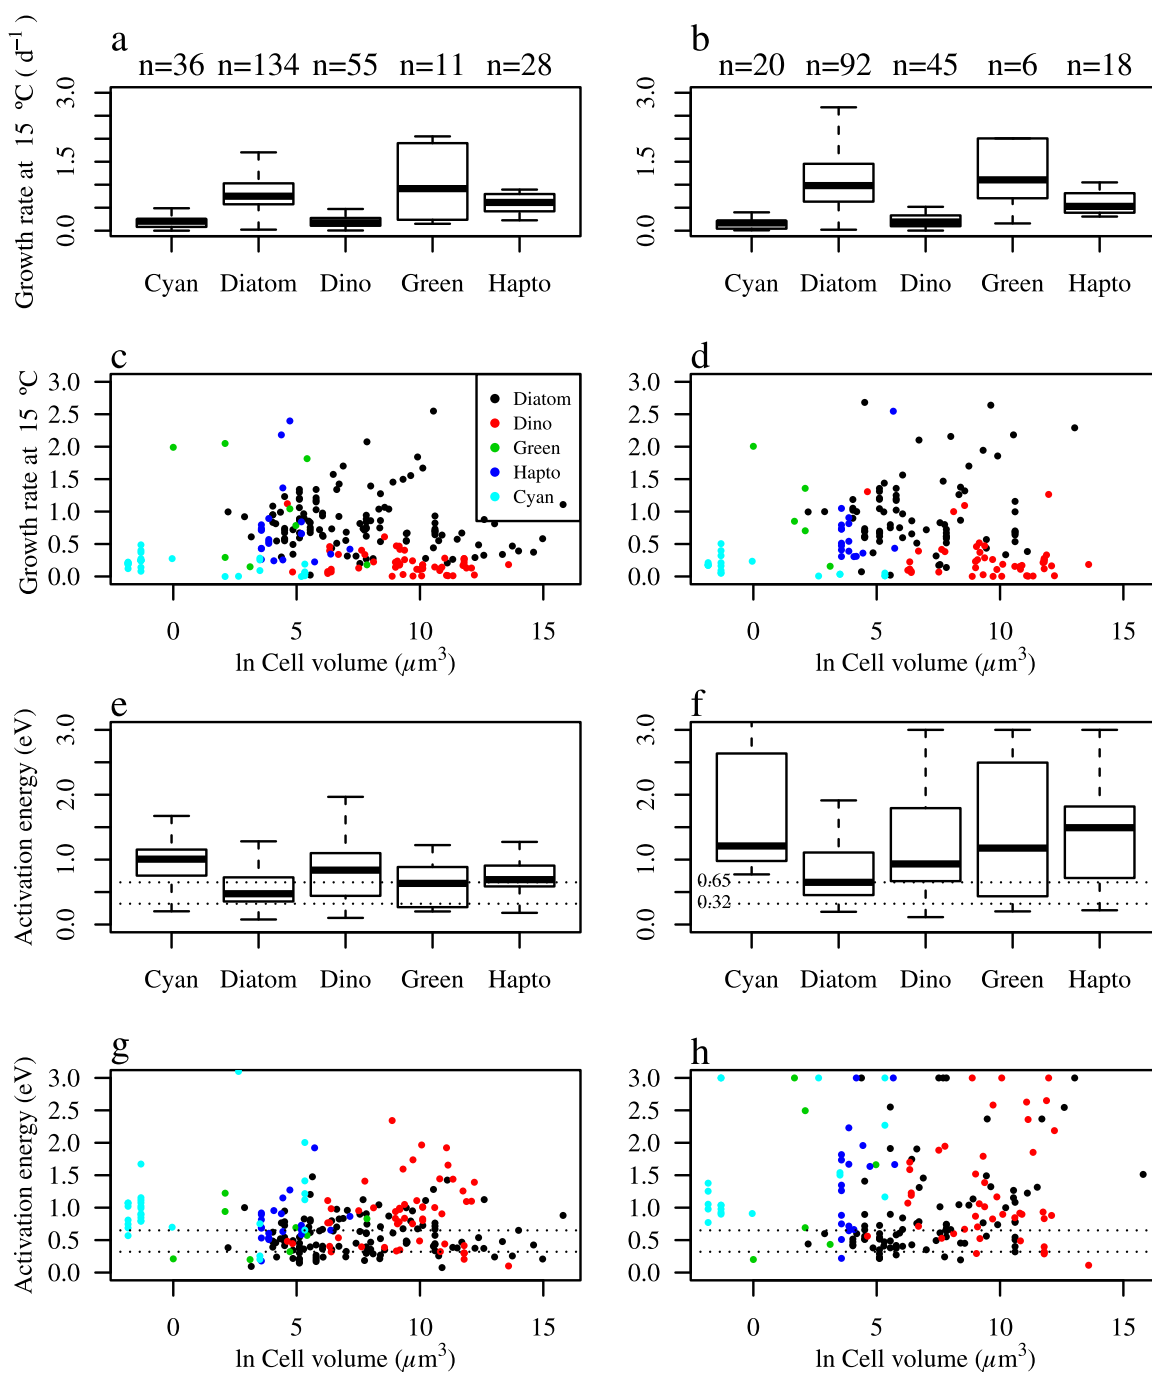 a
b
n=36 n=134 n=55 n=11 n=28
n=20 n=92 n=45 n=6 n=18
Growth rate at 15 ºC ( d⁻¹ )
0.0 1.5 3.0
0.0 1.5 3.0
Cyan Diatom Dino Green Hapto
Cyan Diatom Dino Green Hapto
c
d
Growth rate at 15 ºC
3.0
2.5
2.0
1.5
1.0
0.5
0.0
Diatom
Dino
Green
Hapto
Cyan
3.0
2.5
2.0
1.5
1.0
0.5
0.0
0 5 10 15
0 5 10 15
ln Cell volume (μm³)
ln Cell volume (μm³)
e
f
Activation energy (eV)
0.0 1.0 2.0 3.0
0.0 1.0 2.0 3.0
0.65
0.32
Cyan Diatom Dino Green Hapto
Cyan Diatom Dino Green Hapto
g
h
Activation energy (eV)
3.0
2.5
2.0
1.5
1.0
0.5
0.0
3.0
2.5
2.0
1.5
1.0
0.5
0.0
0 5 10 15
0 5 10 15
ln Cell volume (μm³)
ln Cell volume (μm³)